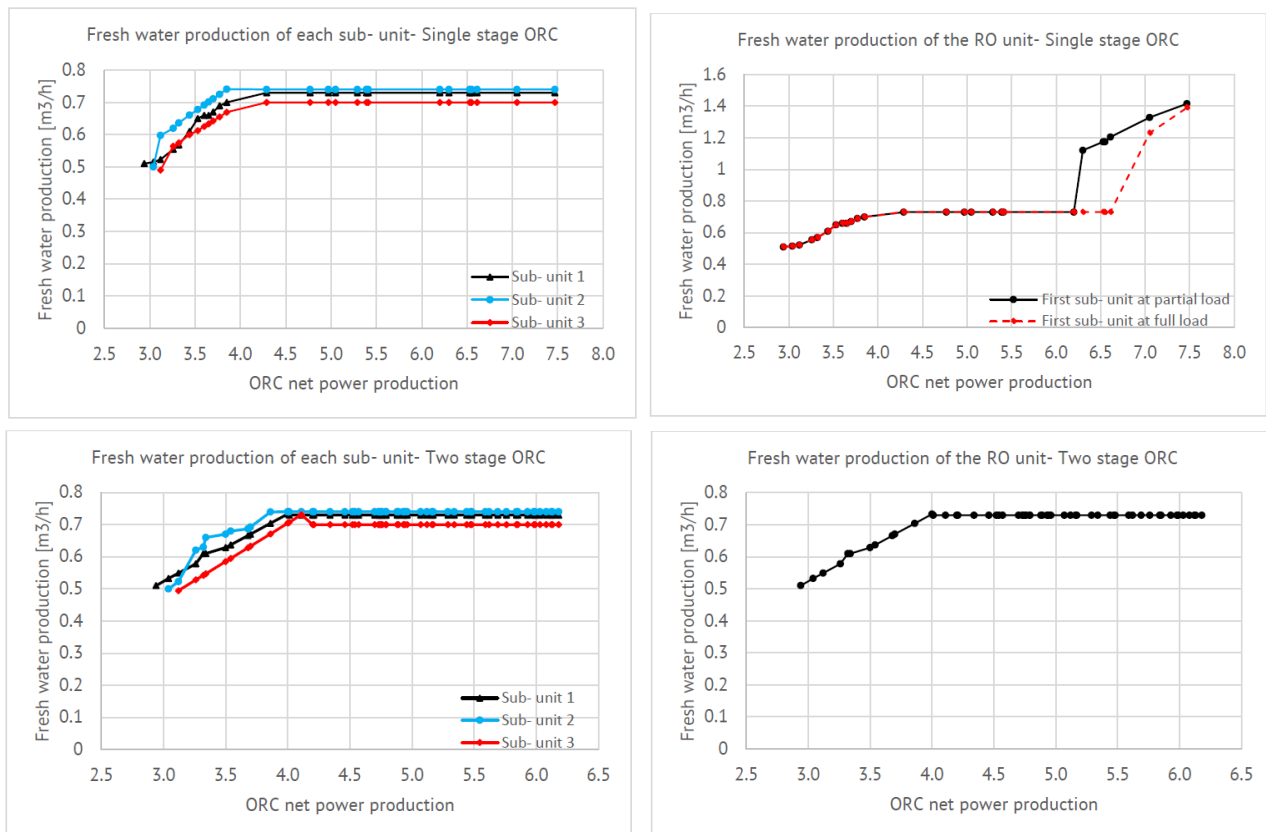 Fresh water production of each sub- unit- Single stage ORC
Fresh water production [m3/h]
0.8
0.7
0.6
0.5
0.4
0.3
0.2
0.1
0
Sub- unit 1
Sub- unit 2
Sub- unit 3
2.5 3.0 3.5 4.0 4.5 5.0 5.5 6.0 6.5 7.0 7.5 8.0
ORC net power production
Fresh water production of the RO unit- Single stage ORC
Fresh water production [m3/h]
1.6
1.4
1.2
1
0.8
0.6
0.4
0.2
0
First sub- unit at partial load
First sub- unit at full load
2.5 3.0 3.5 4.0 4.5 5.0 5.5 6.0 6.5 7.0 7.5 8.0
ORC net power production
Fresh water production of each sub- unit- Two stage ORC
Fresh water production [m3/h]
0.8
0.7
0.6
0.5
0.4
0.3
0.2
0.1
0
Sub- unit 1
Sub- unit 2
Sub- unit 3
2.5 3.0 3.5 4.0 4.5 5.0 5.5 6.0 6.5
ORC net power production
Fresh water production of the RO unit- Two stage ORC
Fresh water production [m3/h]
0.8
0.7
0.6
0.5
0.4
0.3
0.2
0.1
0
2.5 3.0 3.5 4.0 4.5 5.0 5.5 6.0 6.5
ORC net power production